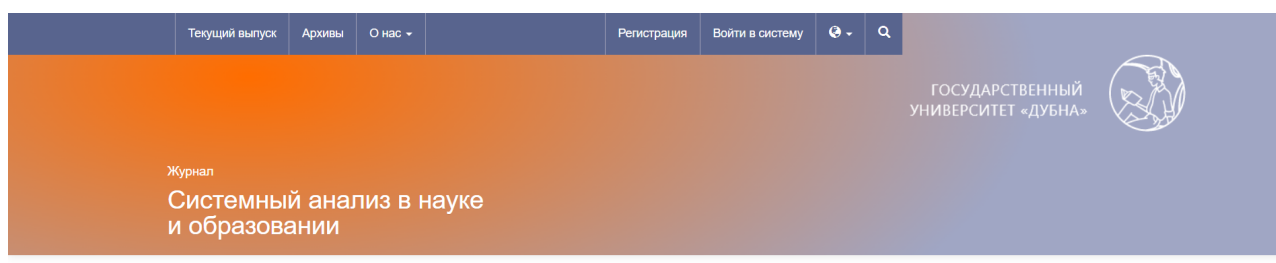 Текущий выпуск Архивы О нас Регистрация Войти в систему
ГОСУДАРСТВЕННЫЙ
УНИВЕРСИТЕТ «ДУБНА»
Журнал
Системный анализ в науке
и образовании